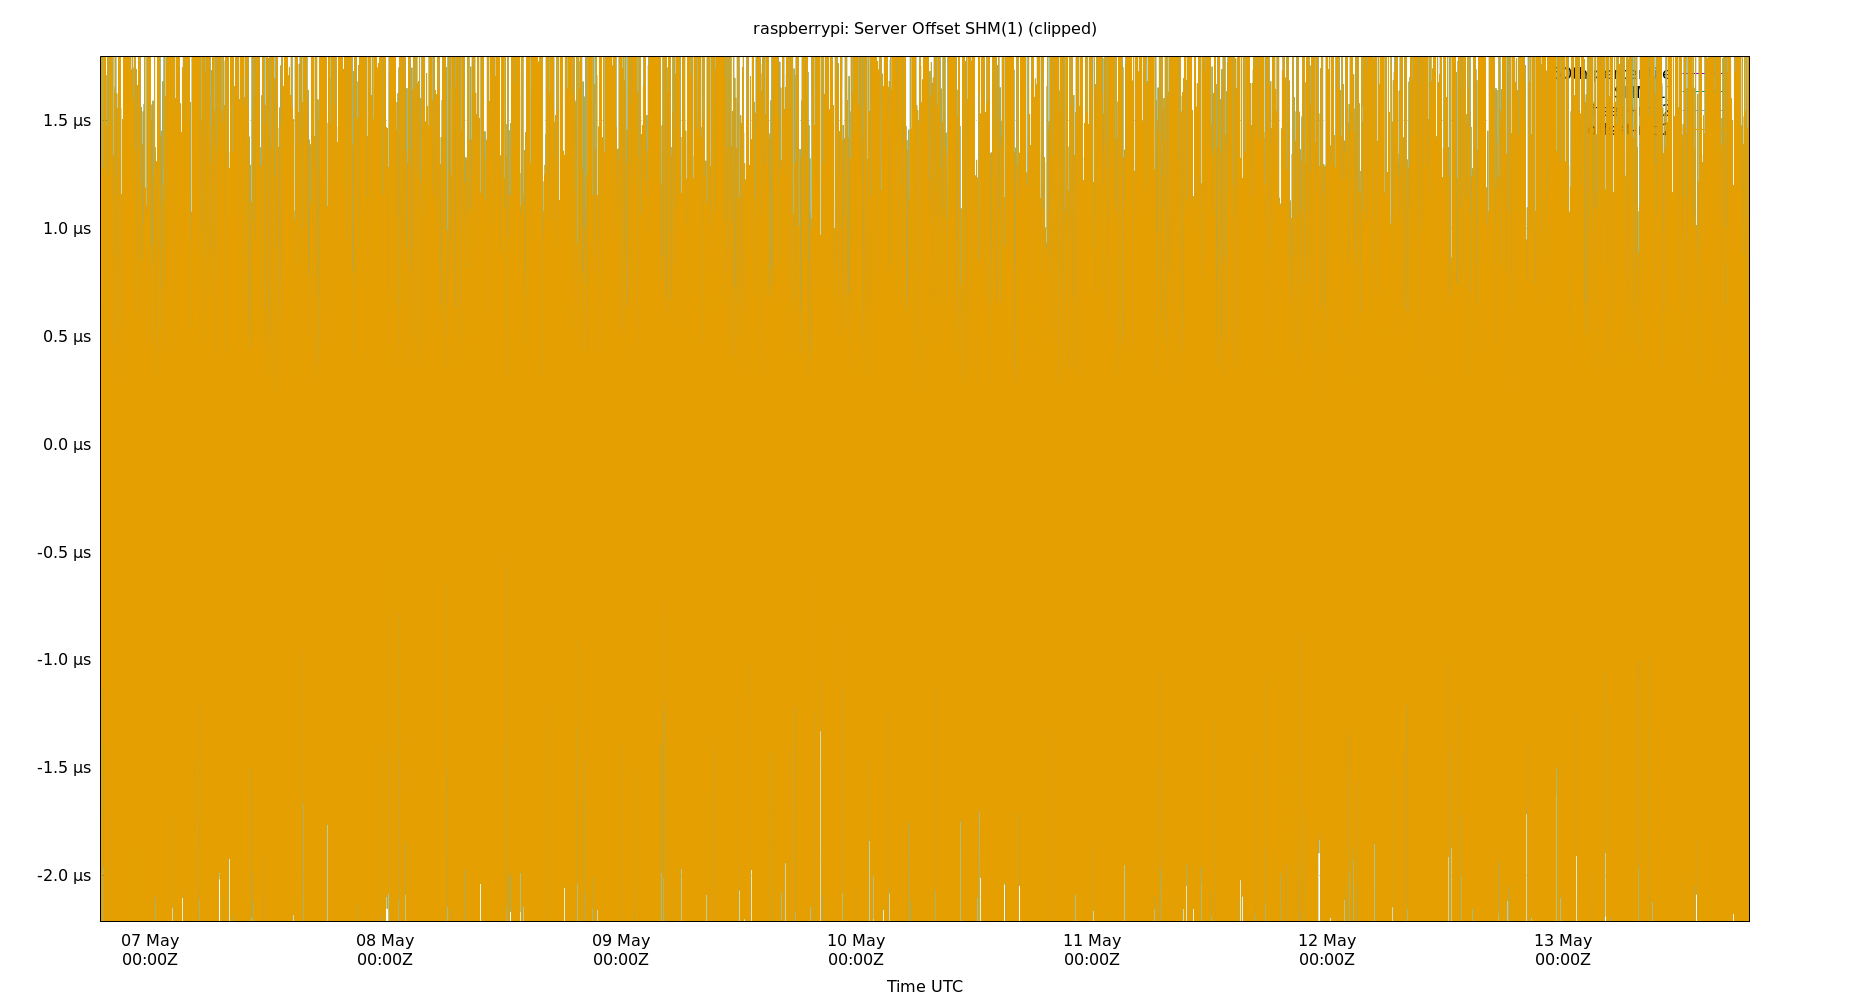 raspberrypi: Server Offset SHM(1) (clipped)
1.5 µs
1.0 µs
0.5 µs
0.0 µs
-0.5 µs
-1.0 µs
-1.5 µs
-2.0 µs
07 May 08 May 09 May 10 May 11 May 12 May 13 May
00:00Z 00:00Z 00:00Z 00:00Z 00:00Z 00:00Z 00:00Z
Time UTC